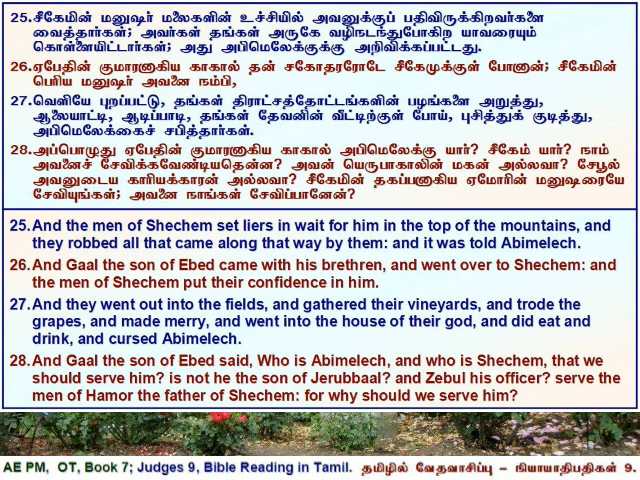 25.சீகேமின் மனுஷர் மலைகளின் உச்சியில் அவனுக்குப் பதிவிருக்கிறவர்களை
வைத்தார்கள்; அவர்கள் தங்கள் அருகே வழிநடந்துபோகிற யாவரையும்
கொள்ளையிட்டார்கள்; அது அபிமெலேக்குக்கு அறிவிக்கப்பட்டது.
26.ஏபேதின் குமாரனாகிய காகால் தன் சகோதரரோடே சீகேமுக்குள் போனான்; சீகேமின்
பெரிய மனுஷர் அவனை நம்பி,
27.வெளியே புறப்பட்டு, தங்கள் திராட்சத்தோட்டங்களின் பழங்களை அறுத்து,
ஆலையாட்டி, ஆடிப்பாடி, தங்கள் தேவனின் வீட்டிற்குள் போய், புசித்துக் குடித்து,
அபிமெலேக்கைச் சபித்தார்கள்.
28.அப்பொழுது ஏபேதின் குமாரனாகிய காகால் அபிமெலேக்கு யார்? சீகேம் யார்? நாம்
அவனைச் சேவிக்கவேண்டியதென்ன? அவன் யெருபாகாலின் மகன் அல்லவா? சேபூல்
அவனுடைய காரியக்காரன் அல்லவா? சீகேமின் தகப்பனாகிய ஏமோரின் மனுஷரையே
சேவியுங்கள்; அவனை நாங்கள் சேவிப்பானேன்?
25.And the men of Shechem set liers in wait for him in the top of the mountains, and
they robbed all that came along that way by them: and it was told Abimelech.
26.And Gaal the son of Ebed came with his brethren, and went over to Shechem: and
the men of Shechem put their confidence in him.
27.And they went out into the fields, and gathered their vineyards, and trode the
grapes, and made merry, and went into the house of their god, and did eat and
drink, and cursed Abimelech.
28.And Gaal the son of Ebed said, Who is Abimelech, and who is Shechem, that we
should serve him? is not he the son of Jerubbaal? and Zebul his officer? serve the
men of Hamor the father of Shechem: for why should we serve him?
AE PM, OT, Book 7; Judges 9, Bible Reading in Tamil. தமிழில் வேதவாசிப்பு – நியாயாதிபதிகள் 9.